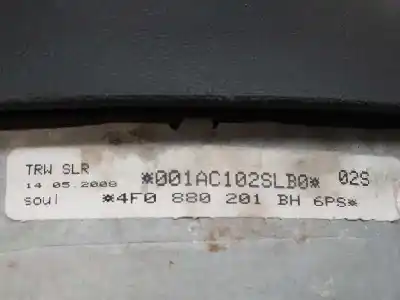 TRW SLR *001AC102SLB0* 02S
14.05.2008
soul *4F0 880 201 BH 6PS*